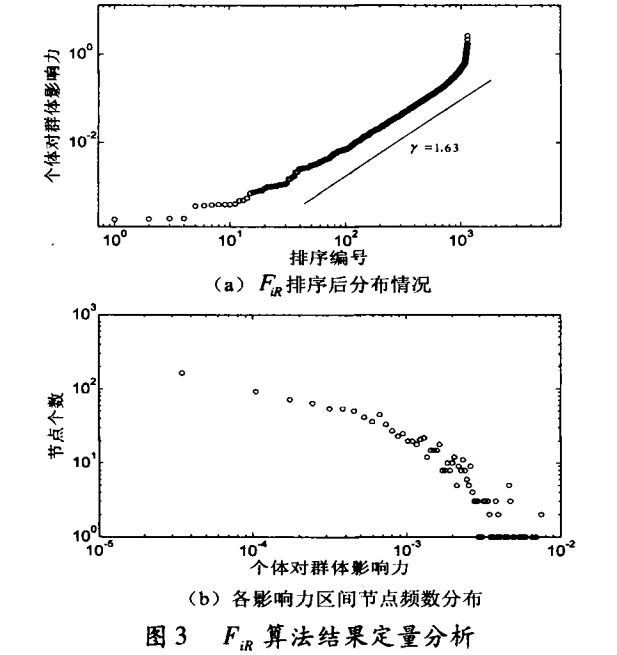 10^0
10^-2
个体对群体影响力
γ =1.63
10^0 10^1 10^2 10^3 10^4
排序编号
（a） F_iR 排序后分布情况
10^3
10^2
10^1
10^0
节点个数
10^-5 10^-4 10^-3 10^-2
个体对群体影响力
（b）各影响力区间节点频数分布
图 3 F_iR 算法结果定量分析